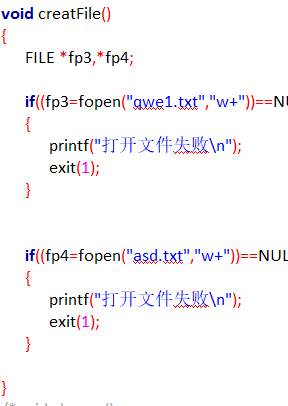 void creatFile()
{
FILE *fp3,*fp4;
if((fp3=fopen("qwe1.txt","w+"))==NU
{
printf("打开文件失败\n");
exit(1);
}
if((fp4=fopen("asd.txt","w+"))==NUL
{
printf("打开文件失败\n");
exit(1);
}
}